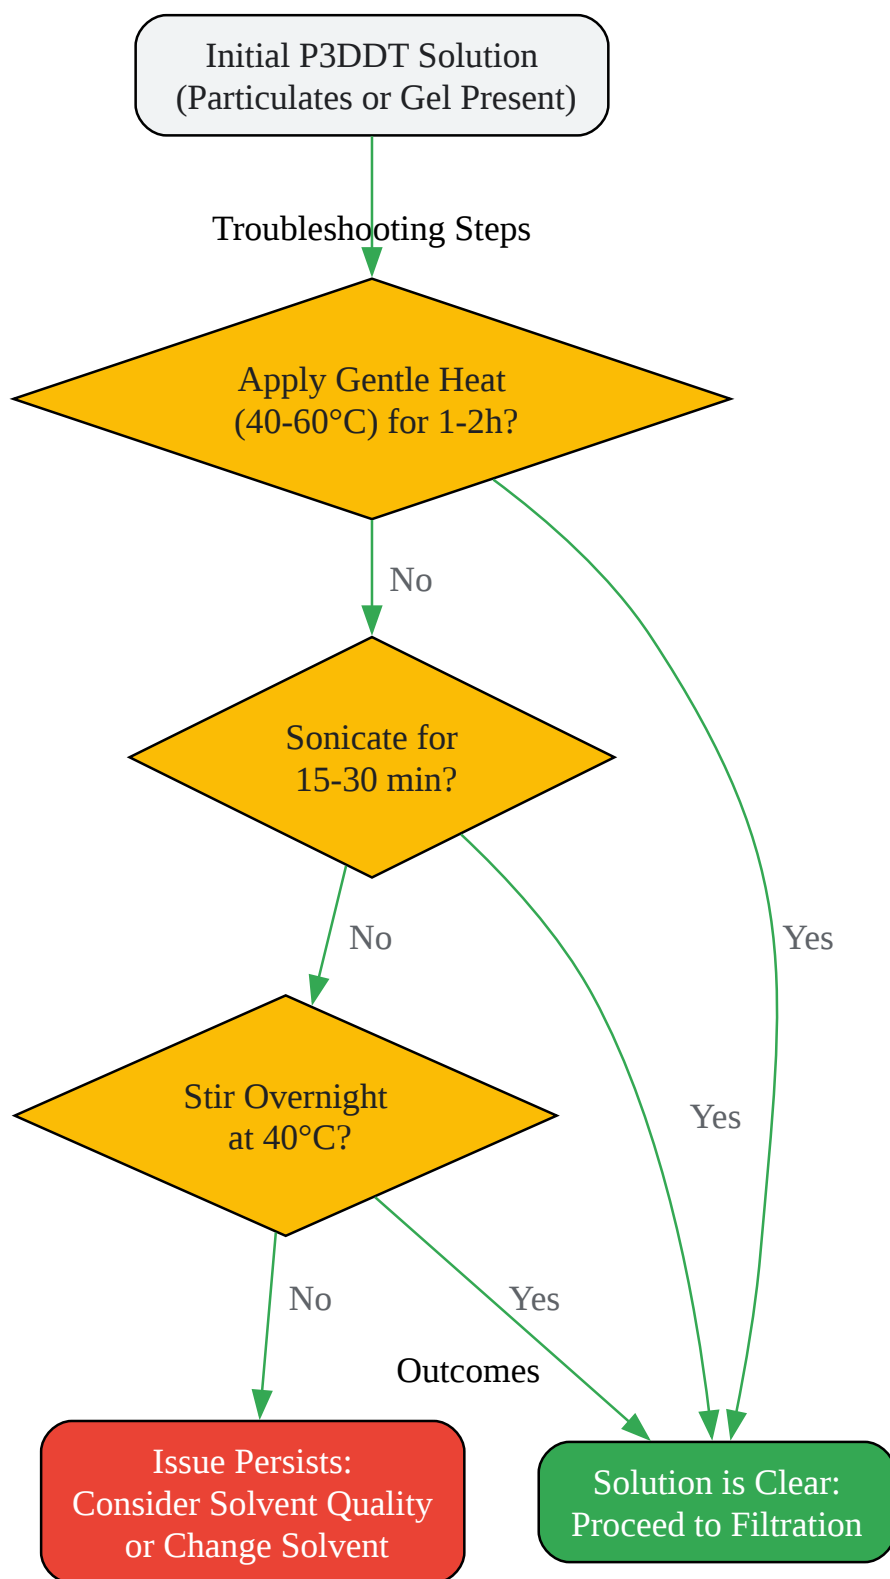 Initial P3DDT Solution
(Particulates or Gel Present)
Troubleshooting Steps
Apply Gentle Heat
(40-60°C) for 1-2h?
No
Sonicate for
15-30 min?
No
Yes
Stir Overnight
at 40°C?
Yes
No
Yes
Outcomes
Issue Persists:
Consider Solvent Quality
or Change Solvent
Solution is Clear:
Proceed to Filtration